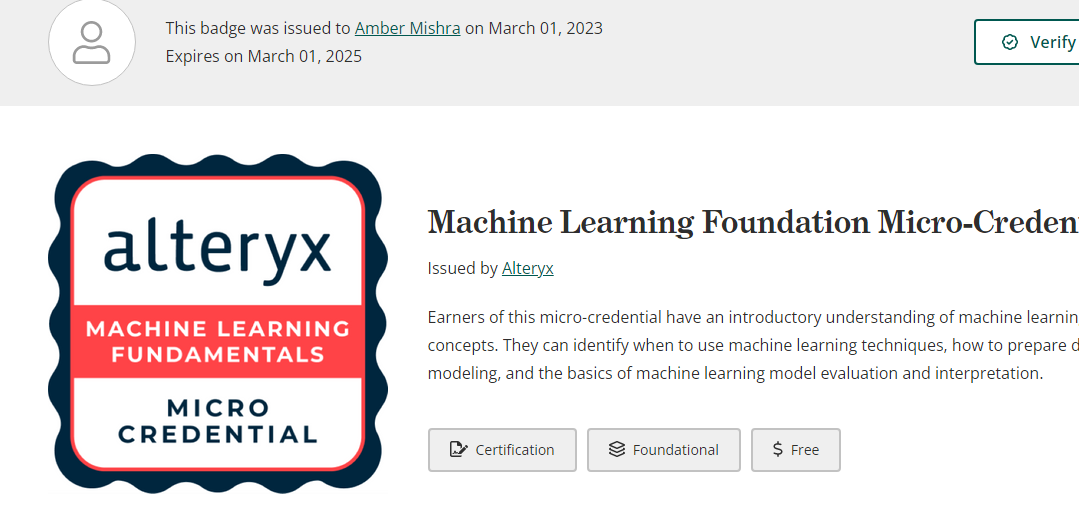 This badge was issued to Amber Mishra on March 01, 2023
Expires on March 01, 2025
Verify
alteryx
MACHINE LEARNING
FUNDAMENTALS
MICRO
CREDENTIAL
Machine Learning Foundation Micro-Creden
Issued by Alteryx
Earners of this micro-credential have an introductory understanding of machine learnin
concepts. They can identify when to use machine learning techniques, how to prepare d
modeling, and the basics of machine learning model evaluation and interpretation.
Certification
Foundational
$ Free